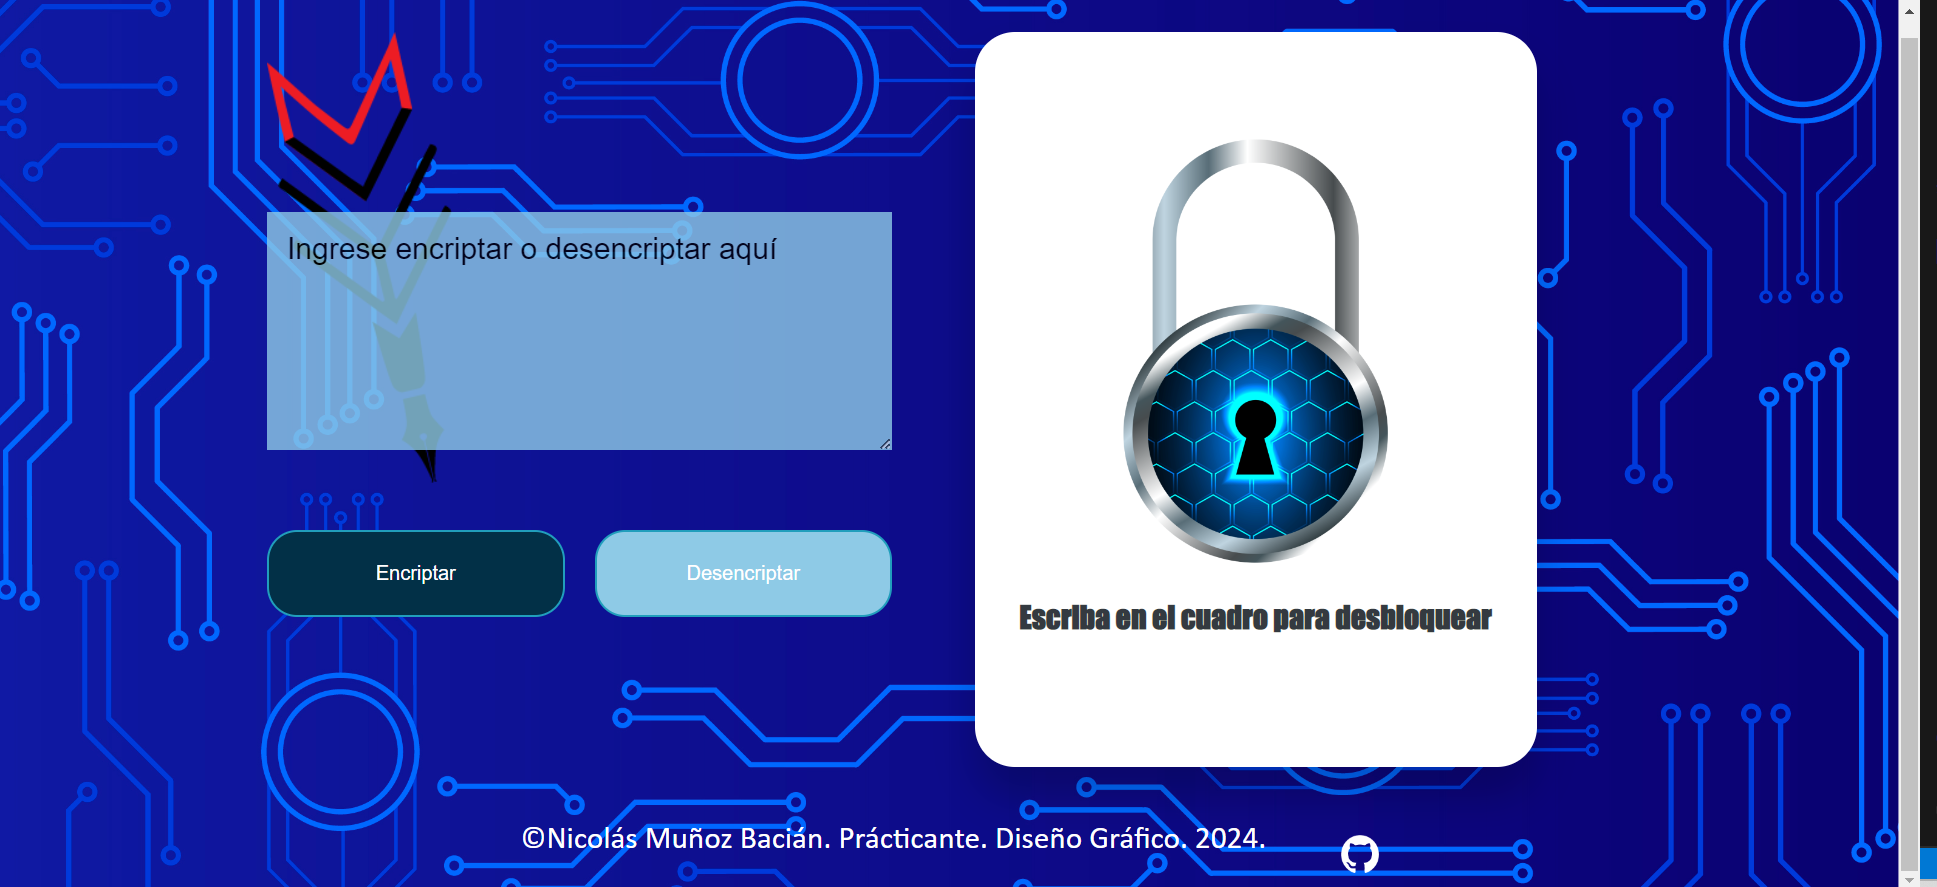 Ingrese encriptar o desencriptar aquí
Encriptar
Desencriptar
Escriba en el cuadro para desbloquear
©Nicolás Muñoz Bacián. Prácticante. Diseño Gráfico. 2024.